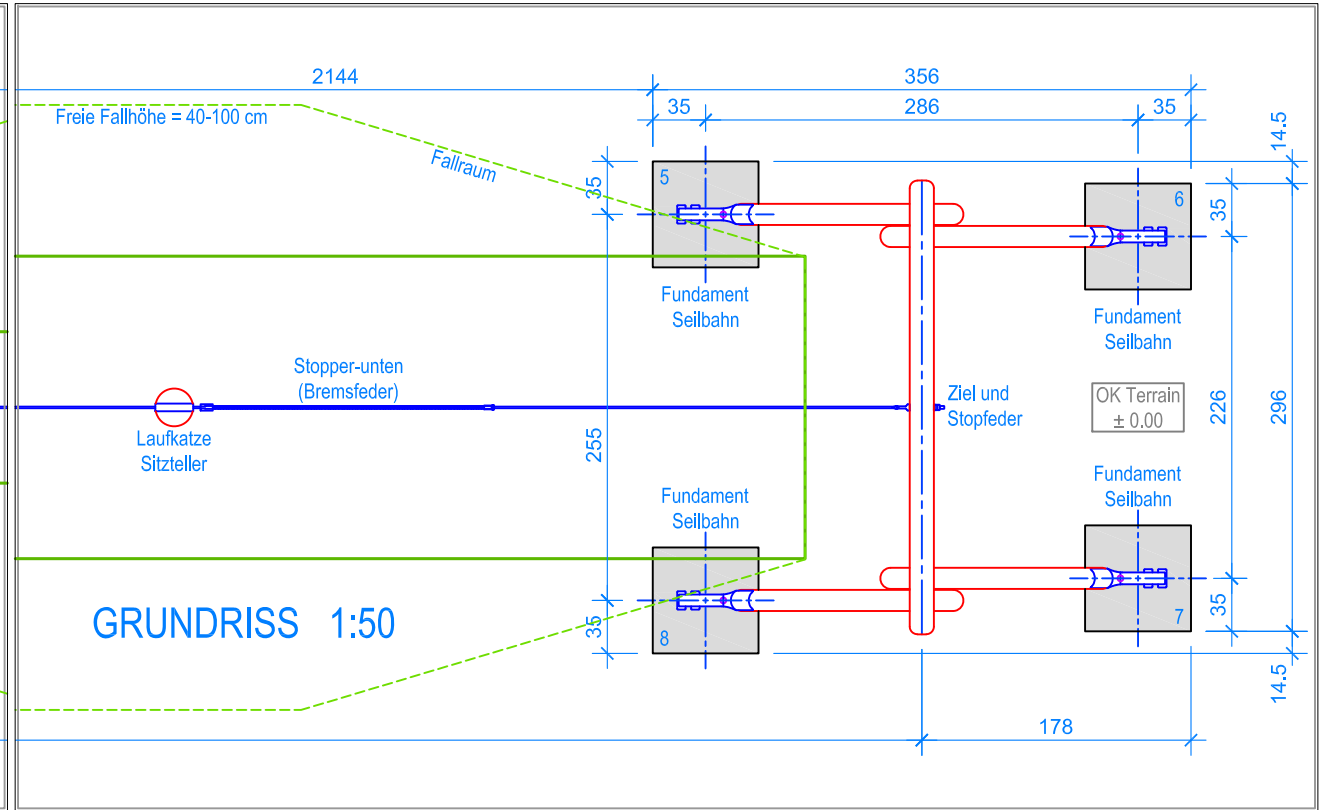 2144
356
35
286
35
14.5
Freie Fallhöhe = 40-100 cm
Fallraum
35
5
6
35
Fundament
Seilbahn
Fundament
Seilbahn
Stopper-unten
(Bremsfeder)
Laufkatze
Sitzteller
Ziel und
Stopfeder
OK Terrain
± 0.00
226
296
255
Fundament
Seilbahn
Fundament
Seilbahn
GRUNDRISS 1:50
35
8
7
35
14.5
178